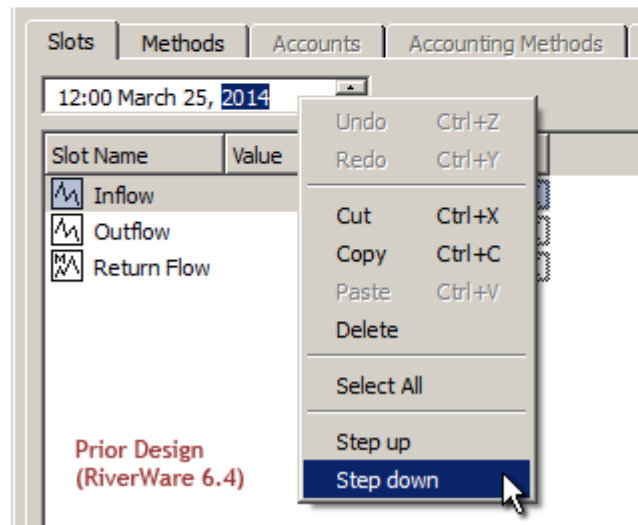 Slots Methods Accounts Accounting Methods
12:00 March 25, 2014
Slot Name Value
Inflow
Outflow
Return Flow
Undo Ctrl+Z
Redo Ctrl+Y
Cut Ctrl+X
Copy Ctrl+C
Paste Ctrl+V
Delete
Select All
Step up
Step down
Prior Design
(RiverWare 6.4)